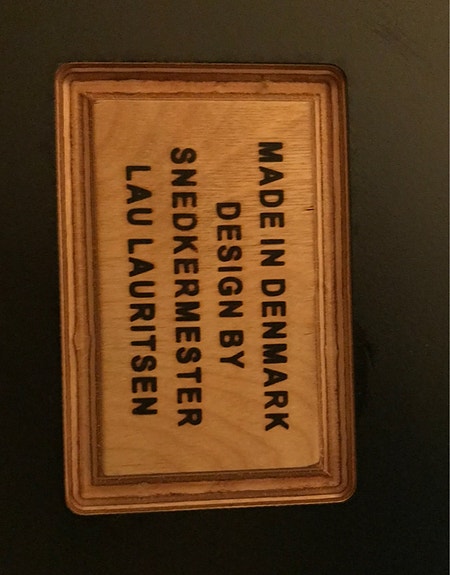 MADE IN DENMARK
DESIGN BY
SNEDKERMESTER
LAU LAURITSEN